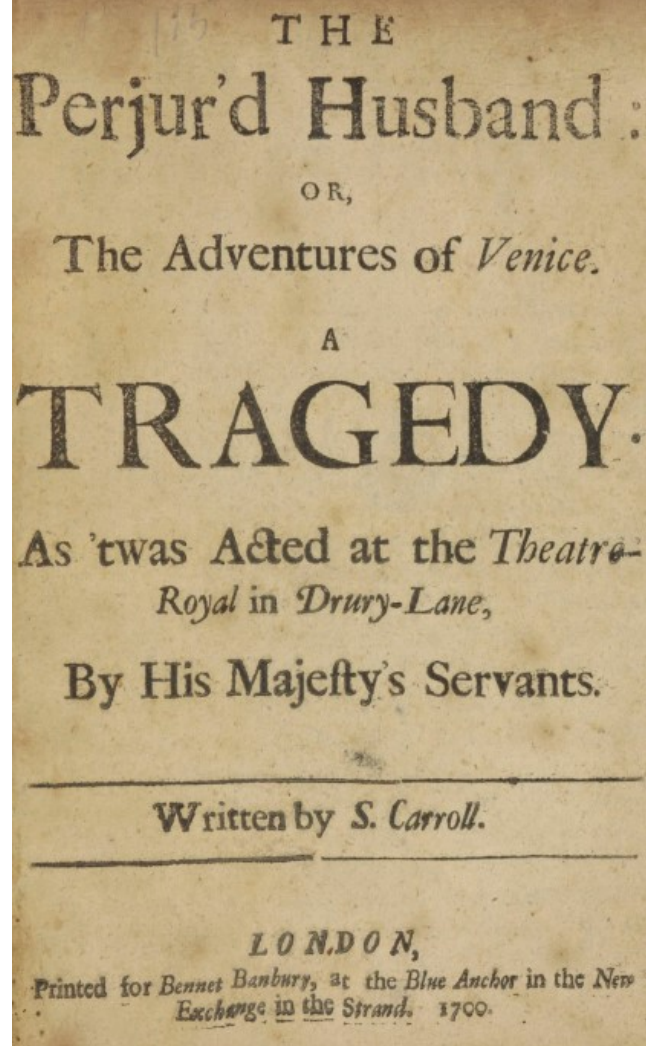 THE
Perjur'd Husband :
OR,
The Adventures of Venice.
A
TRAGEDY.
As 'twas Acted at the Theatre-
Royal in Drury-Lane,
By His Majeſty's Servants.
Written by S. Carroll.
LONDON,
Printed for Bennet Banbury, at the Blue Anchor in the New
Exchange in the Strand. 1700.